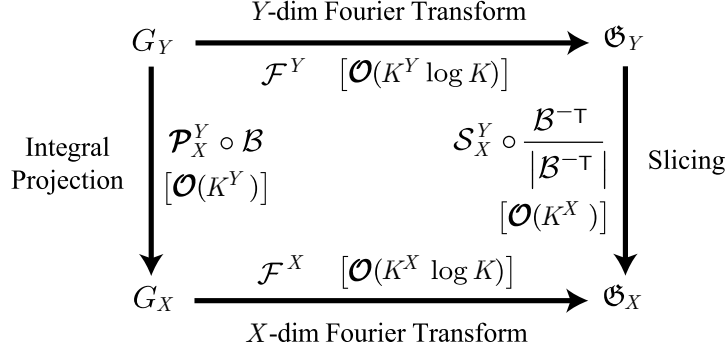 Y-dim Fourier Transform
G_Y
𝔊_Y
ℱ^Y [𝓞(K^Y log K)]
Integral
Projection
𝓟_X^Y ∘ ℬ
[𝓞(K^Y )]
𝒮_X^Y ∘ ℬ^{-⊤} / |ℬ^{-⊤}|
[𝓞(K^X )]
Slicing
ℱ^X [𝓞(K^X log K)]
G_X
𝔊_X
X-dim Fourier Transform